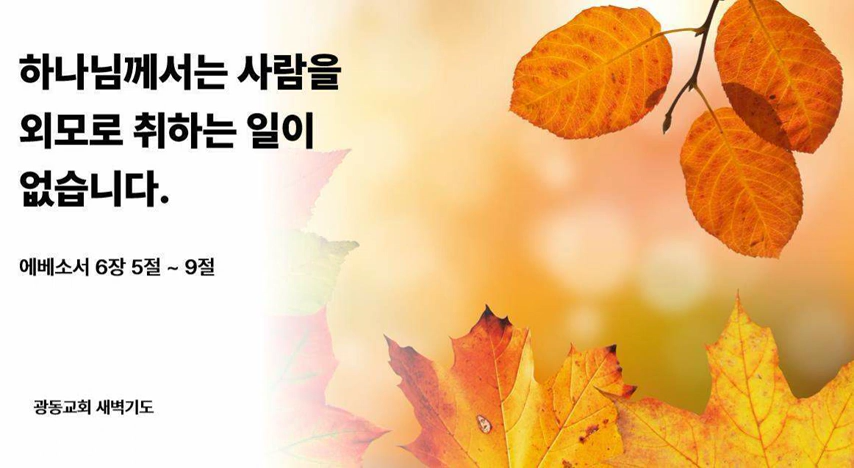 하나님께서는 사람을
외모로 취하는 일이
없습니다.
에베소서 6장 5절 ~ 9절
광동교회 새벽기도